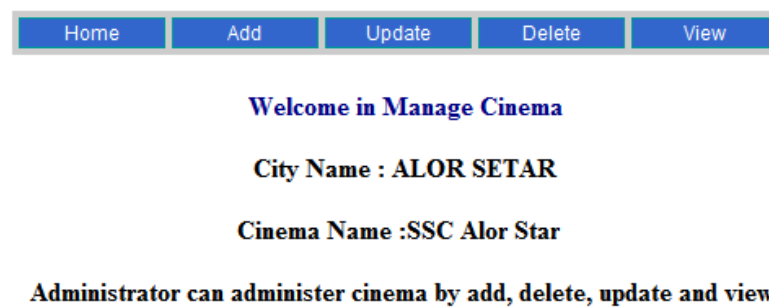 Home Add Update Delete View
Welcome in Manage Cinema
City Name : ALOR SETAR
Cinema Name :SSC Alor Star
Administrator can administer cinema by add, delete, update and view